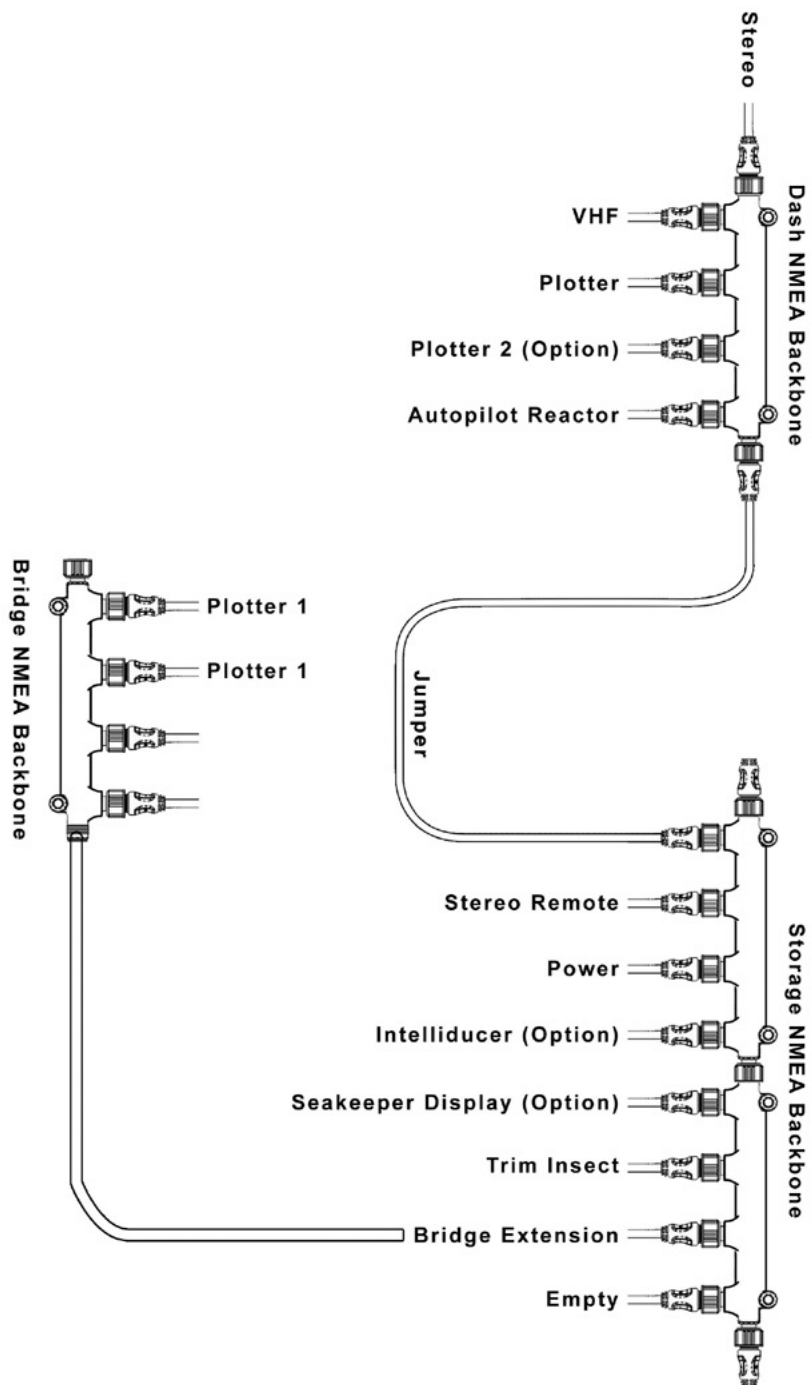 Stereo
Dash NMEA Backbone
VHF
Plotter
Plotter 2 (Option)
Autopilot Reactor
Jumper
Bridge NMEA Backbone
Plotter 1
Plotter 1
Storage NMEA Backbone
Stereo Remote
Power
Intelliducer (Option)
Seakeeper Display (Option)
Trim Insect
Bridge Extension
Empty